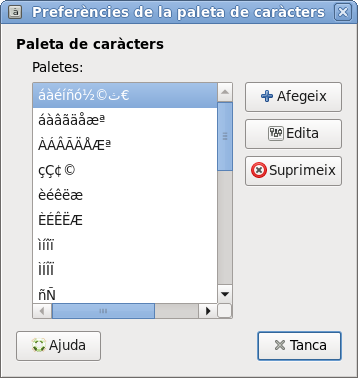 Preferències de la paleta de caràcters
Paleta de caràcters
Paletes:
áàéíñó½©ث€
áàâãäåæª
ÀÁÂÃÄÅÆª
çÇ¢©
èéêëæ
ÈÉÊËÆ
ìíîï
ÌÍÎÏ
ñÑ
Afegeix
Edita
Suprimeix
Ajuda
Tanca